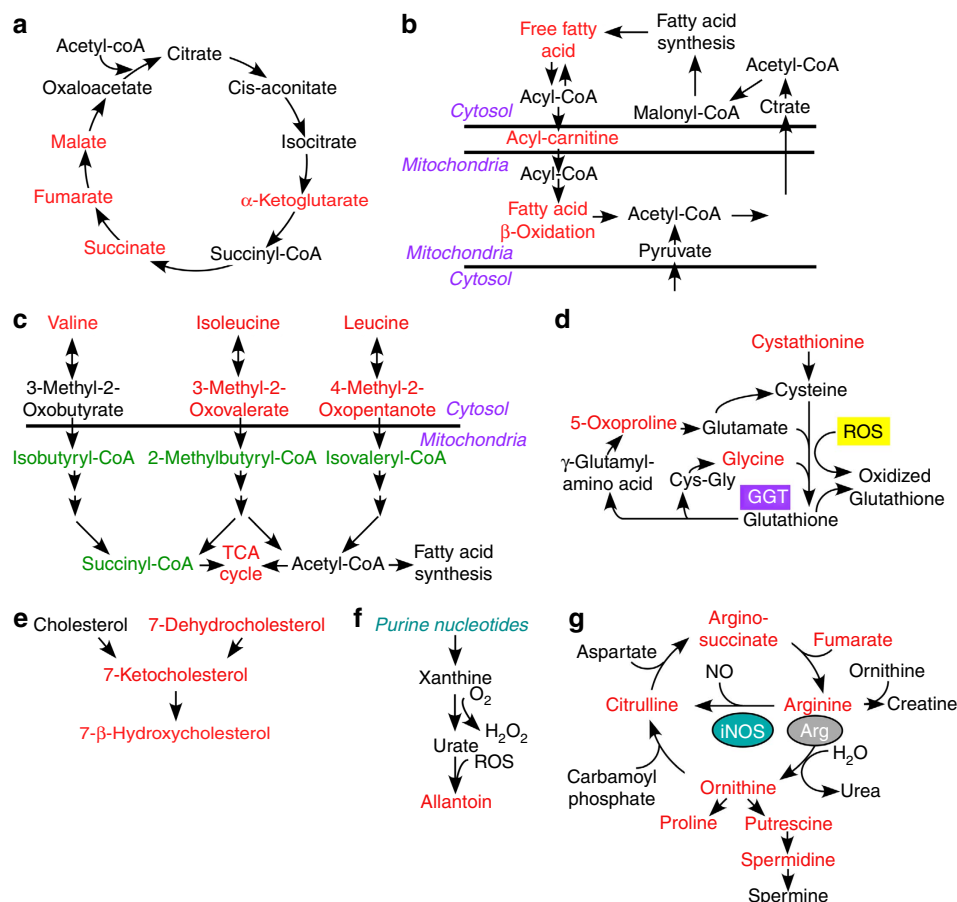 a
Acetyl-coA
Citrate
Oxaloacetate
Cis-aconitate
Isocitrate
Malate
Fumarate
α-Ketoglutarate
Succinate
Succinyl-CoA
b
Free fatty
acid
Fatty acid
synthesis
Acetyl-CoA
Acyl-CoA
Malonyl-CoA
Ctrate
Cytosol
Acyl-carnitine
Mitochondria
Acyl-CoA
Fatty acid
β-Oxidation
Acetyl-CoA
Mitochondria
Pyruvate
Cytosol
c
Valine
Isoleucine
Leucine
3-Methyl-2-
Oxobutyrate
3-Methyl-2-
Oxovalerate
4-Methyl-2-
Oxopentanote
Cytosol
Mitochondria
Isobutyryl-CoA
2-Methylbutyryl-CoA
Isovaleryl-CoA
Succinyl-CoA
TCA
cycle
Acetyl-CoA
Fatty acid
synthesis
d
Cystathionine
Cysteine
5-Oxoproline
Glutamate
ROS
γ-Glutamyl-
amino acid
Cys-Gly
Glycine
Oxidized
Glutathione
GGT
Glutathione
e
Cholesterol
7-Dehydrocholesterol
7-Ketocholesterol
7-β-Hydroxycholesterol
f
Purine nucleotides
Xanthine
O₂
H₂O₂
Urate
ROS
Allantoin
g
Argino-
succinate
Fumarate
Aspartate
Ornithine
NO
Citrulline
Arginine
Creatine
iNOS
Arg
H₂O
Carbamoyl
phosphate
Ornithine
Urea
Proline
Putrescine
Spermidine
Spermine